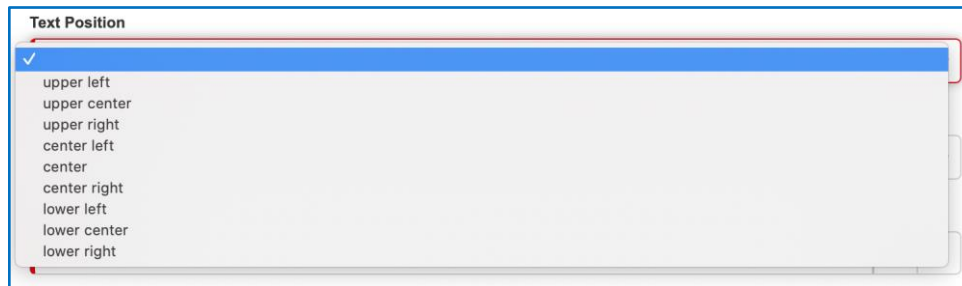 Text Position
✓
upper left
upper center
upper right
center left
center
center right
lower left
lower center
lower right